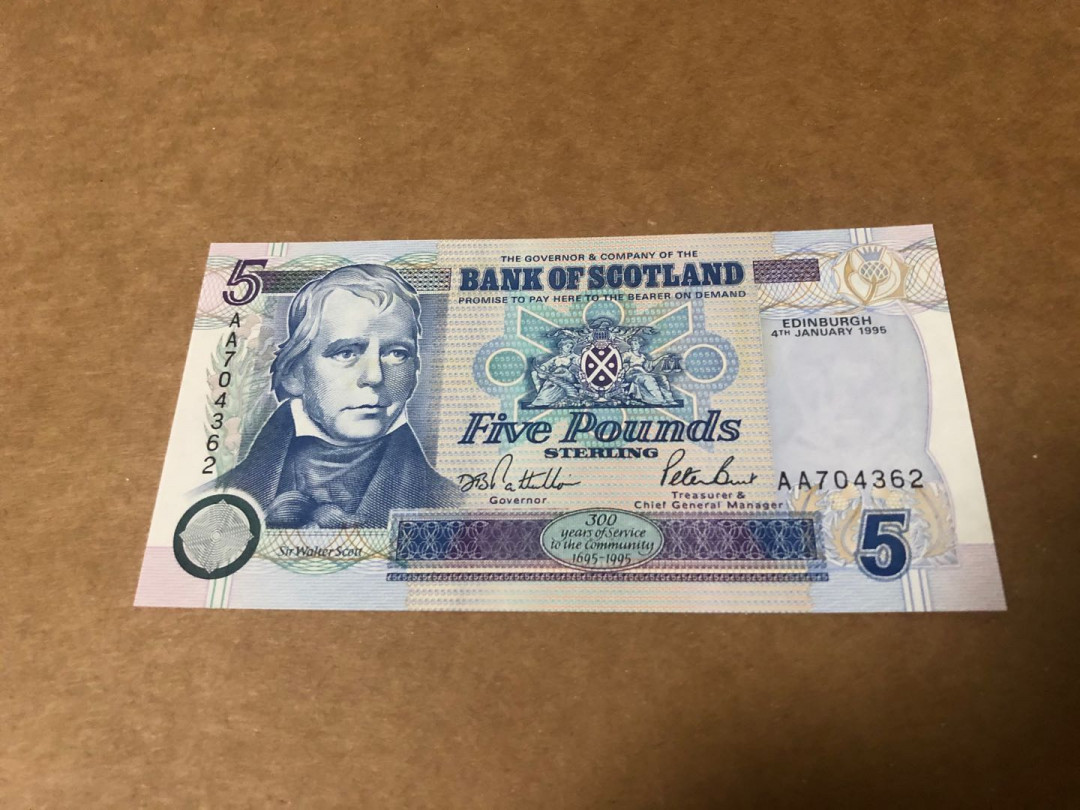 5
THE GOVERNOR & COMPANY OF THE
BANK OF SCOTLAND
PROMISE TO PAY HERE TO THE BEARER ON DEMAND
EDINBURGH
4TH JANUARY 1995
AA704362
Five Pounds
STERLING
Peter Burt
Governor
Treasurer &
Chief General Manager
AA704362
Sir Walter Scott
300
years of Service
to the Community
1695-1995
5